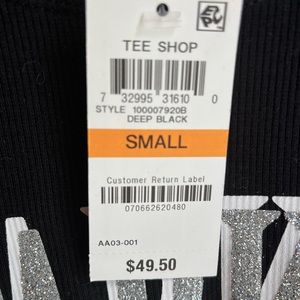 TEE SHOP
7 32995 31610 0
STYLE 100007920B
DEEP BLACK
SMALL
Customer Return Label
070662620480
AA03-001
$49.50